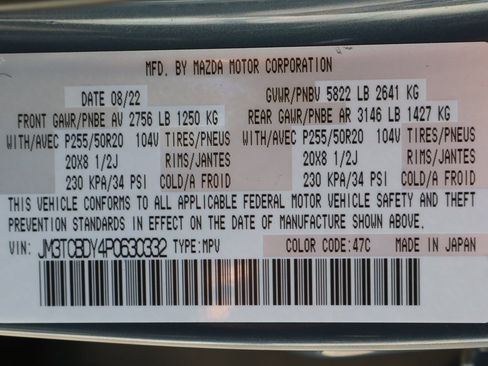 MFD. BY MAZDA MOTOR CORPORATION
DATE 08/22 GVWR/PNBV 5822 LB 2641 KG
FRONT GAWR/PNBE AV 2756 LB 1250 KG REAR GAWR/PNBE AR 3146 LB 1427 KG
WITH/AVEC P255/50R20 104V TIRES/PNEUS WITH/AVEC P255/50R20 104V TIRES/PNEUS
20X8 1/2J RIMS/JANTES 20X8 1/2J RIMS/JANTES
230 KPA/34 PSI COLD/A FROID 230 KPA/34 PSI COLD/A FROID
THIS VEHICLE CONFORMS TO ALL APPLICABLE FEDERAL MOTOR VEHICLE SAFETY AND THEFT
PREVENTION STANDARDS IN EFFECT ON THE DATE OF MANUFACTURE SHOWN ABOVE.
VIN: JM3TCBDY4P0630332 TYPE:MPV COLOR CODE:47C MADE IN JAPAN